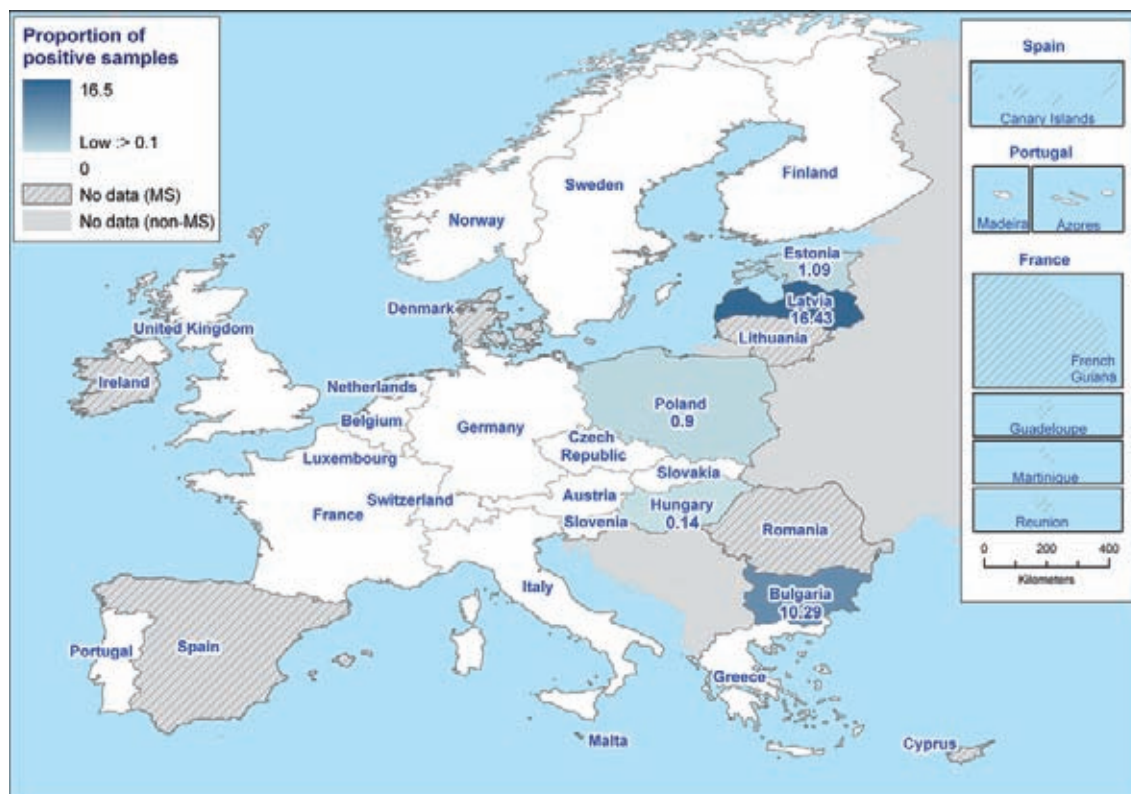 Proportion of
positive samples
16.5
Low :> 0.1
0
No data (MS)
No data (non-MS)
Norway
Sweden
Finland
Estonia
1.09
Latvia
16.43
Lithuania
Denmark
United Kingdom
Ireland
Netherlands
Belgium
Luxembourg
Germany
Poland
0.9
Czech
Republic
Slovakia
Switzerland
Austria
Hungary
0.14
France
Slovenia
Romania
Italy
Bulgaria
10.29
Portugal
Spain
Greece
Malta
Cyprus
Spain
Canary Islands
Portugal
Madeira
Azores
France
French
Guiana
Guadeloupe
Martinique
Reunion
0 200 400
Kilometers